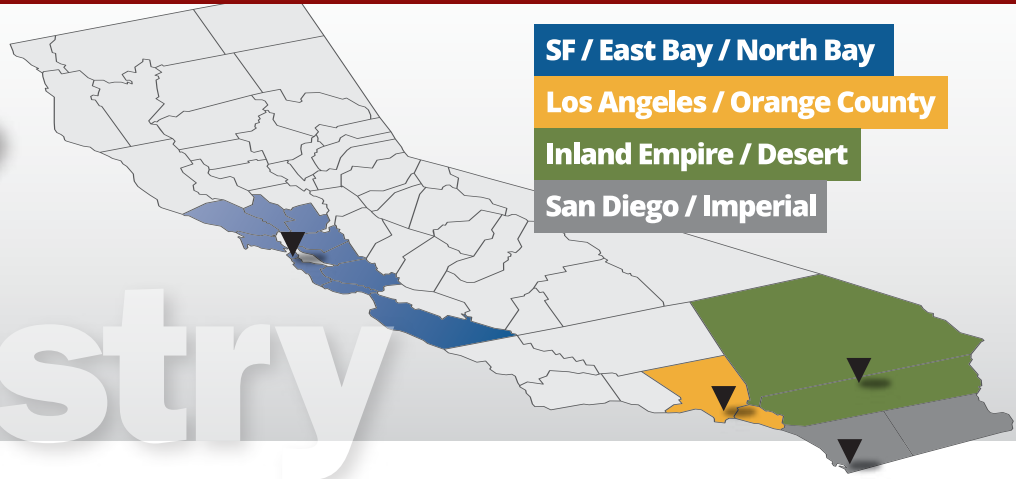 SF / East Bay / North Bay
Los Angeles / Orange County
Inland Empire / Desert
San Diego / Imperial
stry